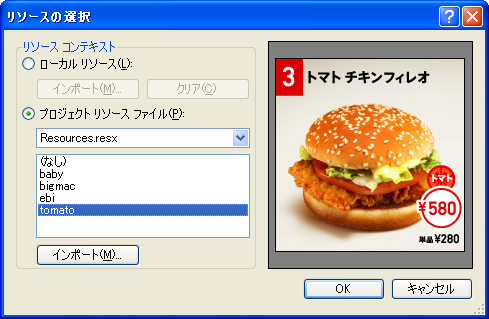 リソースの選択
リソース コンテキスト
ローカル リソース(L):
インポート(M)...
クリア(C)
プロジェクト リソース ファイル(P):
Resources.resx
(なし)
baby
bigmac
ebi
tomato
インポート(M)...
3 トマト チキンフィレオ
トマト
¥580
単品¥280
OK
キャンセル